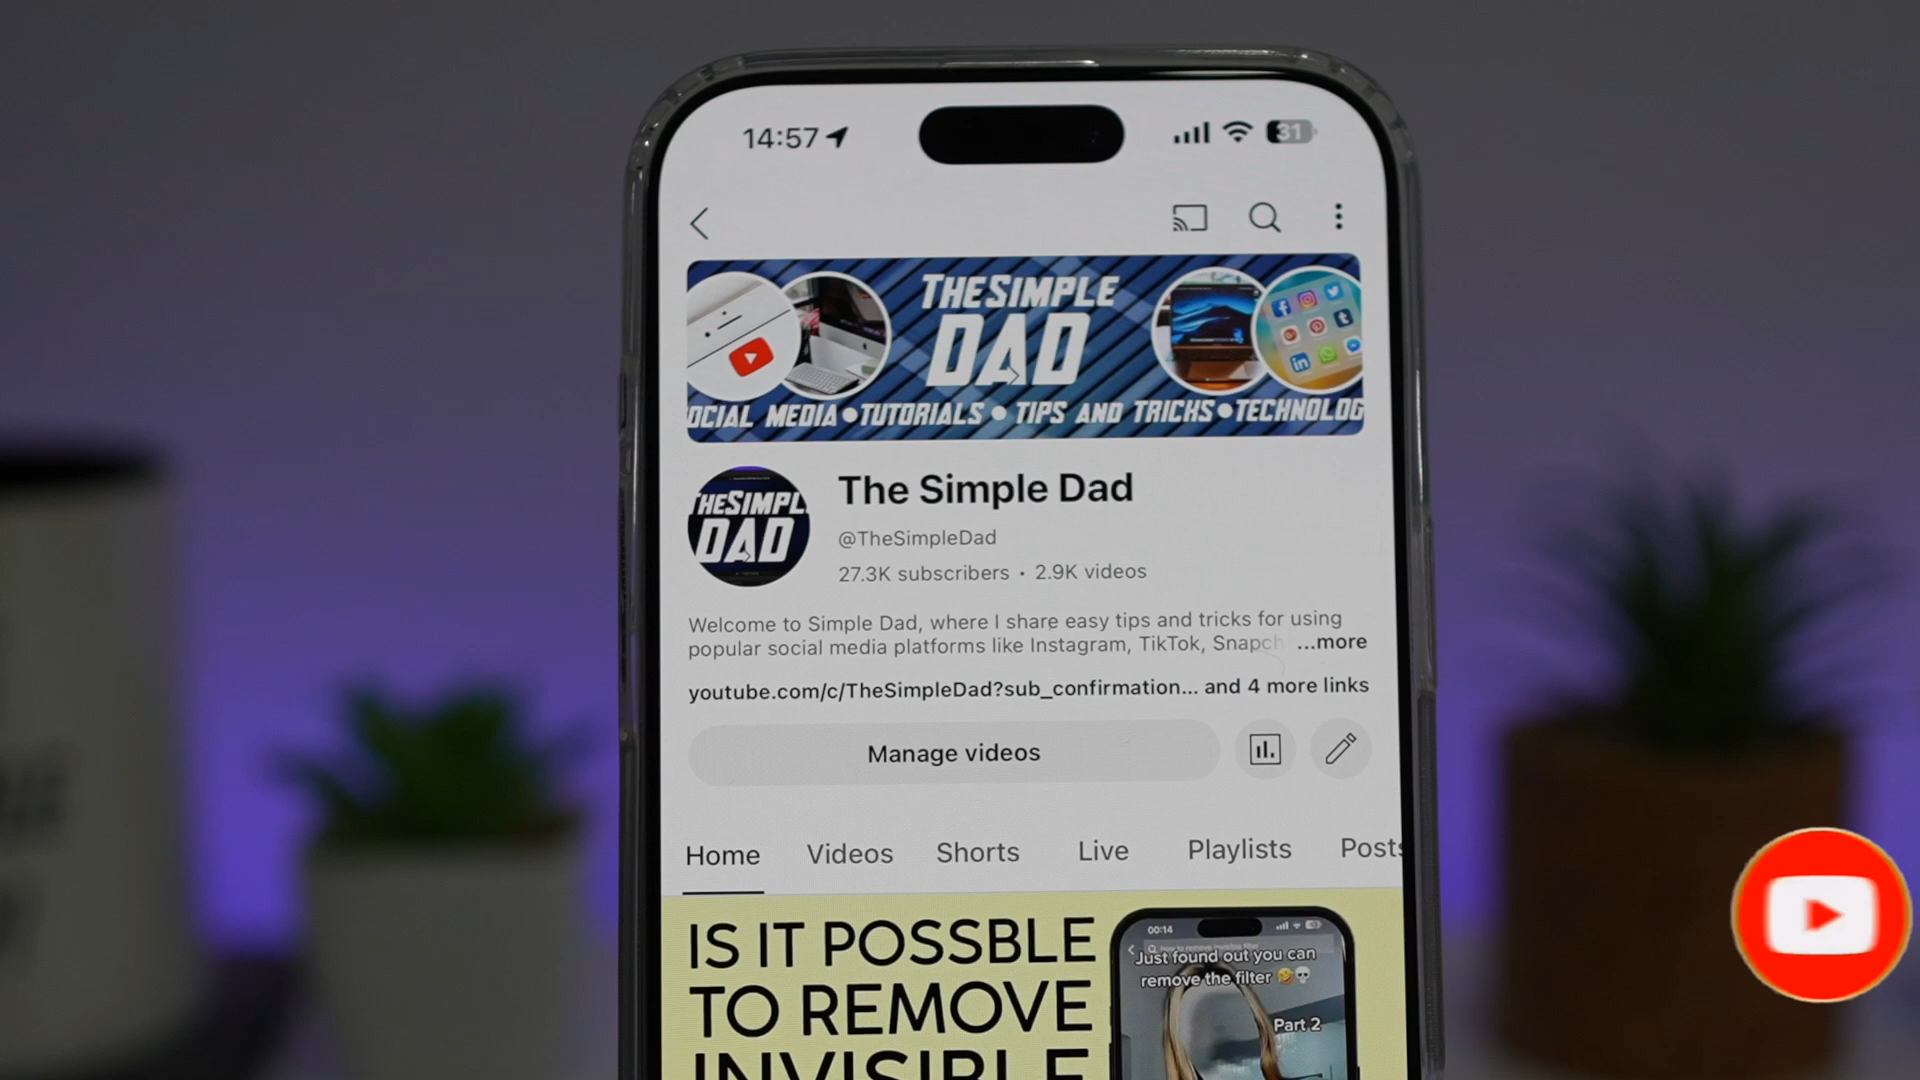 14:57
31
THESIMPLE
DAD
OCIAL MEDIA●TUTORIALS ● TIPS AND TRICKS●TECHNOLOG
HESIMPL
DAD
The Simple Dad
@TheSimpleDad
27.3K subscribers • 2.9K videos
Welcome to Simple Dad, where I share easy tips and tricks for using
popular social media platforms like Instagram, TikTok, Snapch ...more
youtube.com/c/TheSimpleDad?sub_confirmation... and 4 more links
Manage videos
Home Videos Shorts Live Playlists Posts
IS IT POSSBLE
TO REMOVE
INVISIBLE
00:14
Just found out you can
remove the filter 🤣💀
Part 2